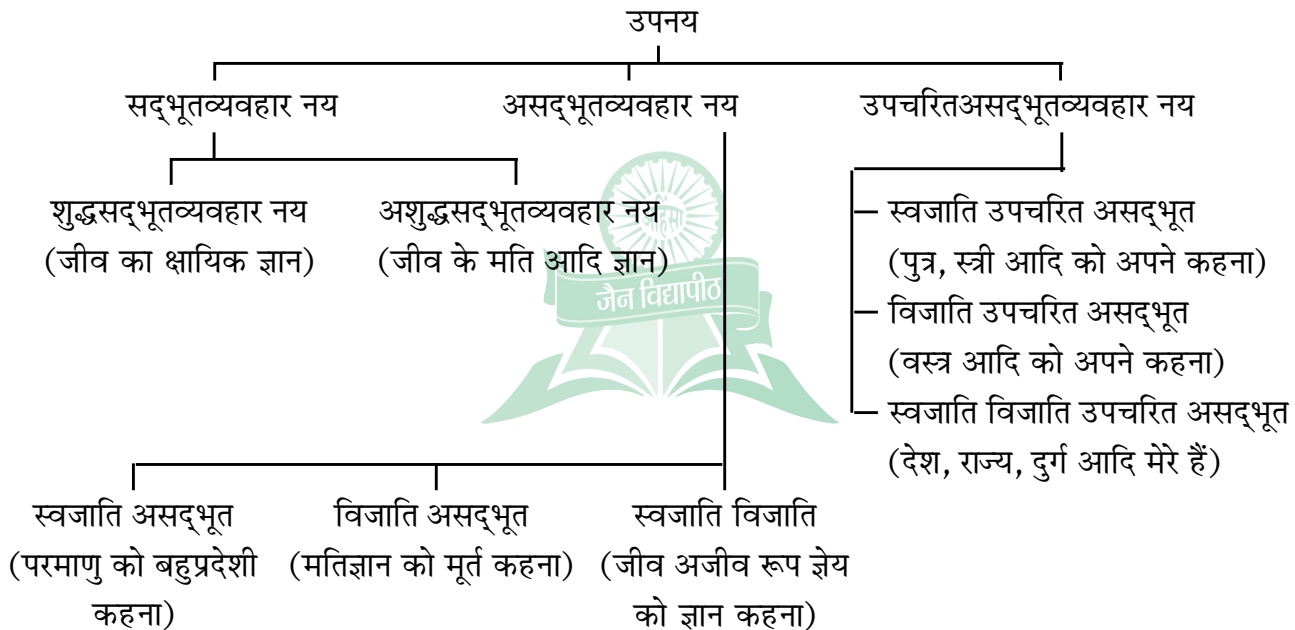 उपनय
सद्‌भूतव्यवहार नय
असद्‌भूतव्यवहार नय
उपचरितअसद्‌भूतव्यवहार नय
शुद्धसद्‌भूतव्यवहार नय
(जीव का क्षायिक ज्ञान)
अशुद्धसद्‌भूतव्यवहार नय
(जीव के मति आदि ज्ञान)
अहिंसा
जैन विद्यापीठ
स्वजाति उपचरित असद्‌भूत
(पुत्र, स्त्री आदि को अपने कहना)
विजाति उपचरित असद्‌भूत
(वस्त्र आदि को अपने कहना)
स्वजाति विजाति उपचरित असद्‌भूत
(देश, राज्य, दुर्ग आदि मेरे हैं)
स्वजाति असद्‌भूत
(परमाणु को बहुप्रदेशी
कहना)
विजाति असद्‌भूत
(मतिज्ञान को मूर्त कहना)
स्वजाति विजाति
(जीव अजीव रूप ज्ञेय
को ज्ञान कहना)